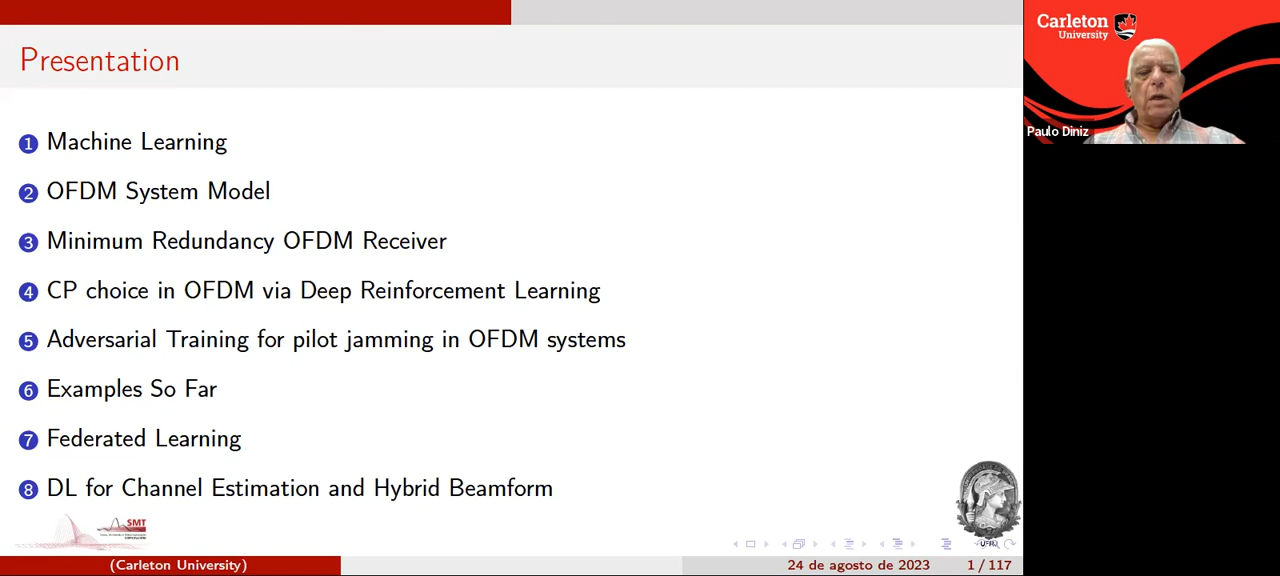 Presentation
1 Machine Learning
2 OFDM System Model
3 Minimum Redundancy OFDM Receiver
4 CP choice in OFDM via Deep Reinforcement Learning
5 Adversarial Training for pilot jamming in OFDM systems
6 Examples So Far
7 Federated Learning
8 DL for Channel Estimation and Hybrid Beamform
SMT
UFRJ
(Carleton University)
24 de agosto de 2023
1 / 117
Carleton
University
Paulo Diniz